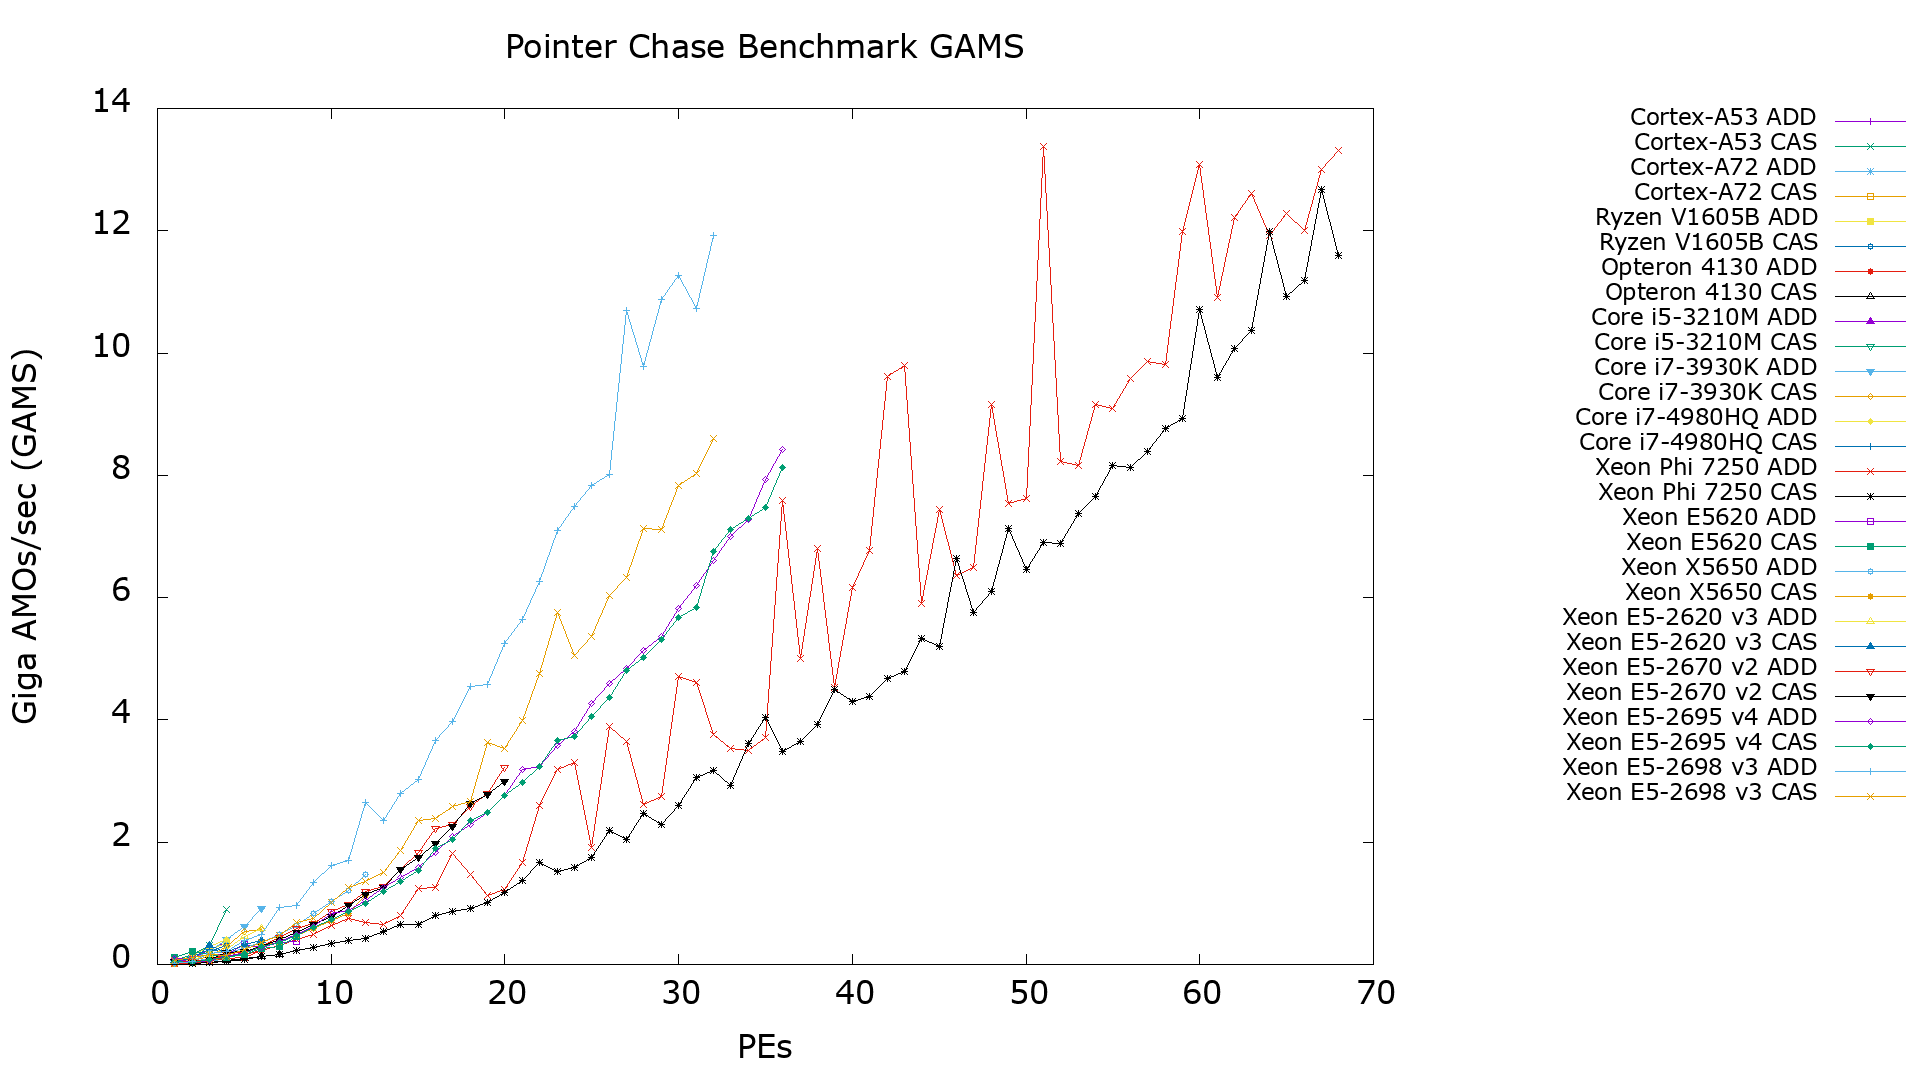 Pointer Chase Benchmark GAMS
Giga AMOs/sec (GAMS)
14
12
10
8
6
4
2
0
0 10 20 30 40 50 60 70
PEs
Cortex-A53 ADD
Cortex-A53 CAS
Cortex-A72 ADD
Cortex-A72 CAS
Ryzen V1605B ADD
Ryzen V1605B CAS
Opteron 4130 ADD
Opteron 4130 CAS
Core i5-3210M ADD
Core i5-3210M CAS
Core i7-3930K ADD
Core i7-3930K CAS
Core i7-4980HQ ADD
Core i7-4980HQ CAS
Xeon Phi 7250 ADD
Xeon Phi 7250 CAS
Xeon E5620 ADD
Xeon E5620 CAS
Xeon X5650 ADD
Xeon X5650 CAS
Xeon E5-2620 v3 ADD
Xeon E5-2620 v3 CAS
Xeon E5-2670 v2 ADD
Xeon E5-2670 v2 CAS
Xeon E5-2695 v4 ADD
Xeon E5-2695 v4 CAS
Xeon E5-2698 v3 ADD
Xeon E5-2698 v3 CAS